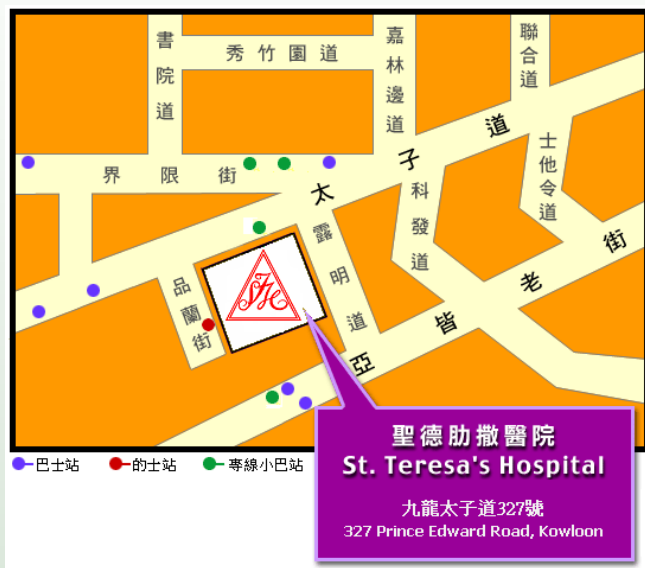 書院道
秀竹園道
嘉林邊道
聯合道
界限街
太子道
士他令道
科發道
露明道
品蘭街
亞皆老街
STH
巴士站
的士站
專線小巴站
聖德肋撒醫院
St. Teresa's Hospital
九龍太子道327號
327 Prince Edward Road, Kowloon